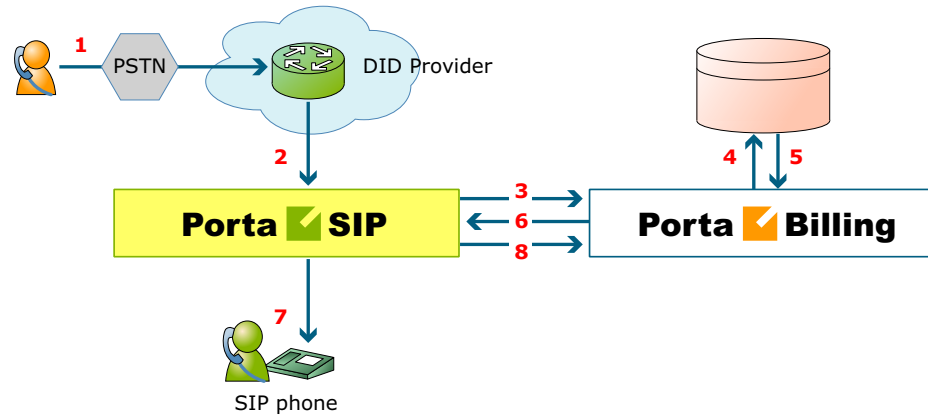 1
PSTN
DID Provider
2
4
5
3
Porta SIP
6
Porta Billing
8
7
SIP phone